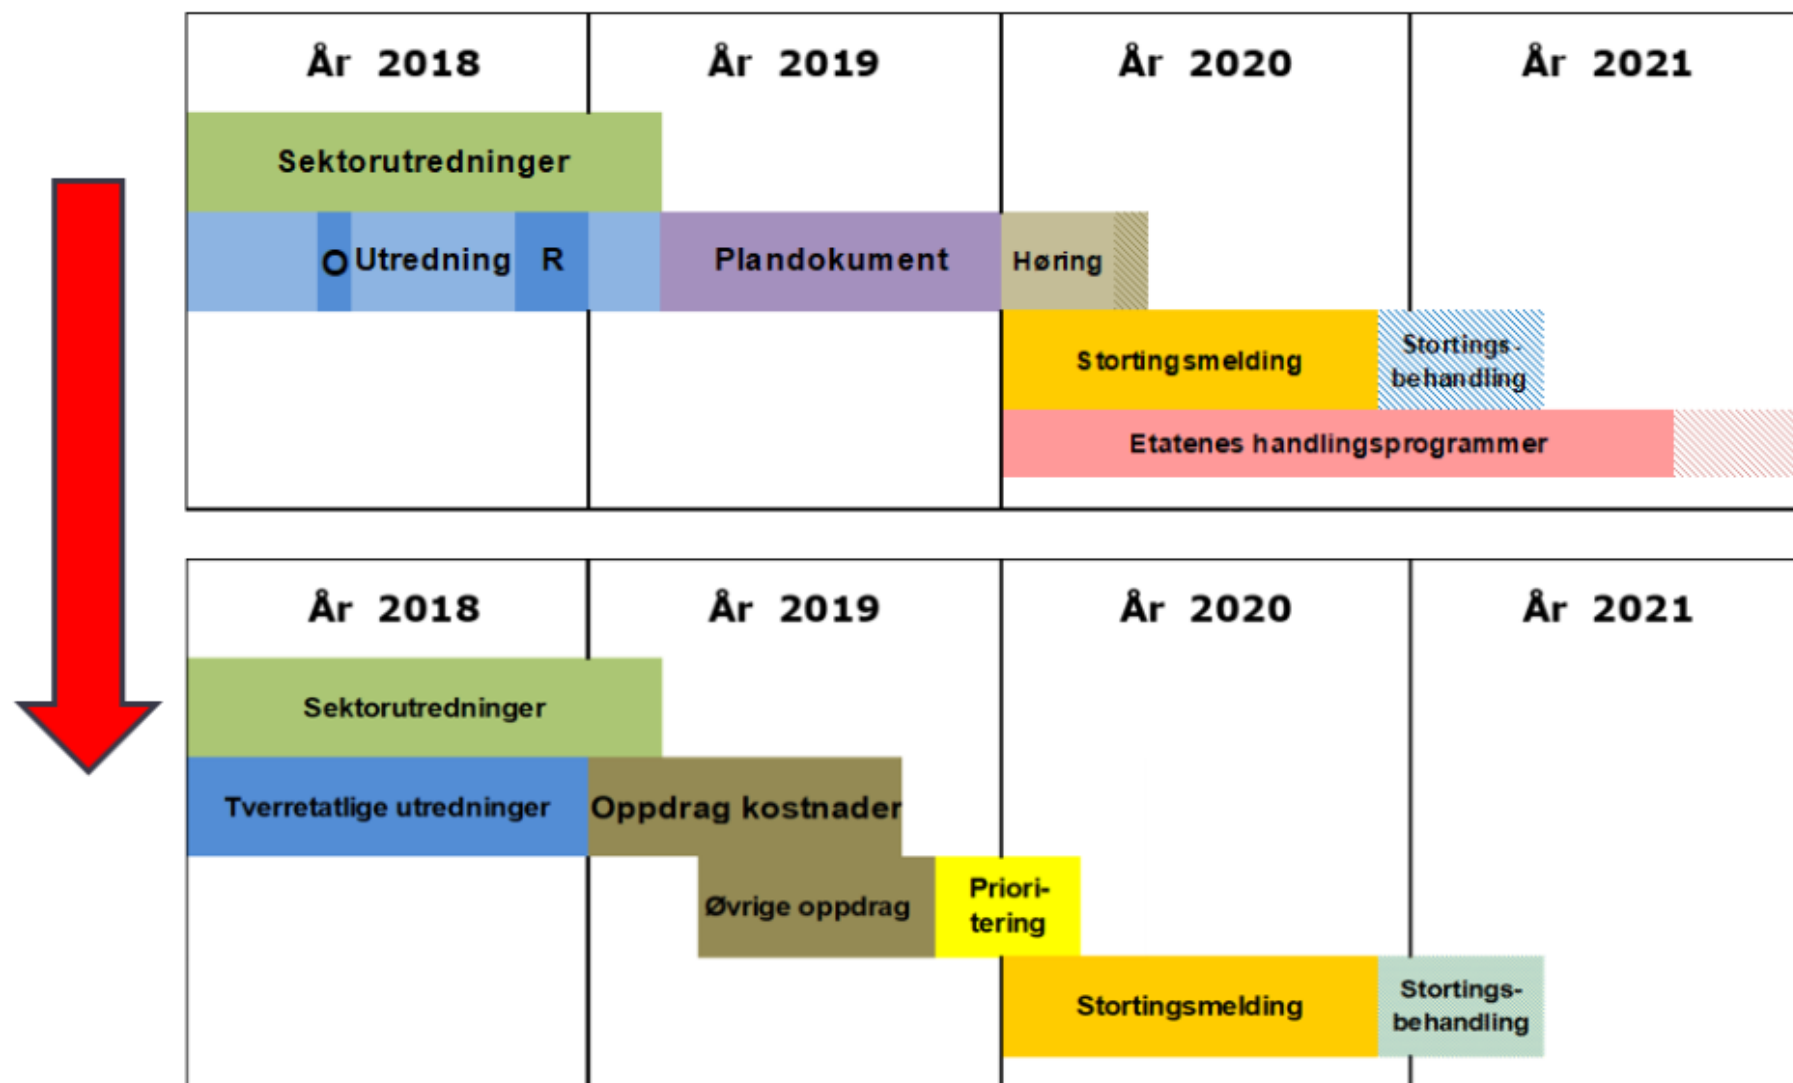 År 2018 År 2019 År 2020 År 2021
Sektorutredninger
O Utredning R Plandokument Høring
Stortingsmelding
Stortings-
behandling
Etatenes handlingsprogrammer
År 2018 År 2019 År 2020 År 2021
Sektorutredninger
Tverretatlige utredninger Oppdrag kostnader
Øvrige oppdrag
Priori-
tering
Stortingsmelding
Stortings-
behandling